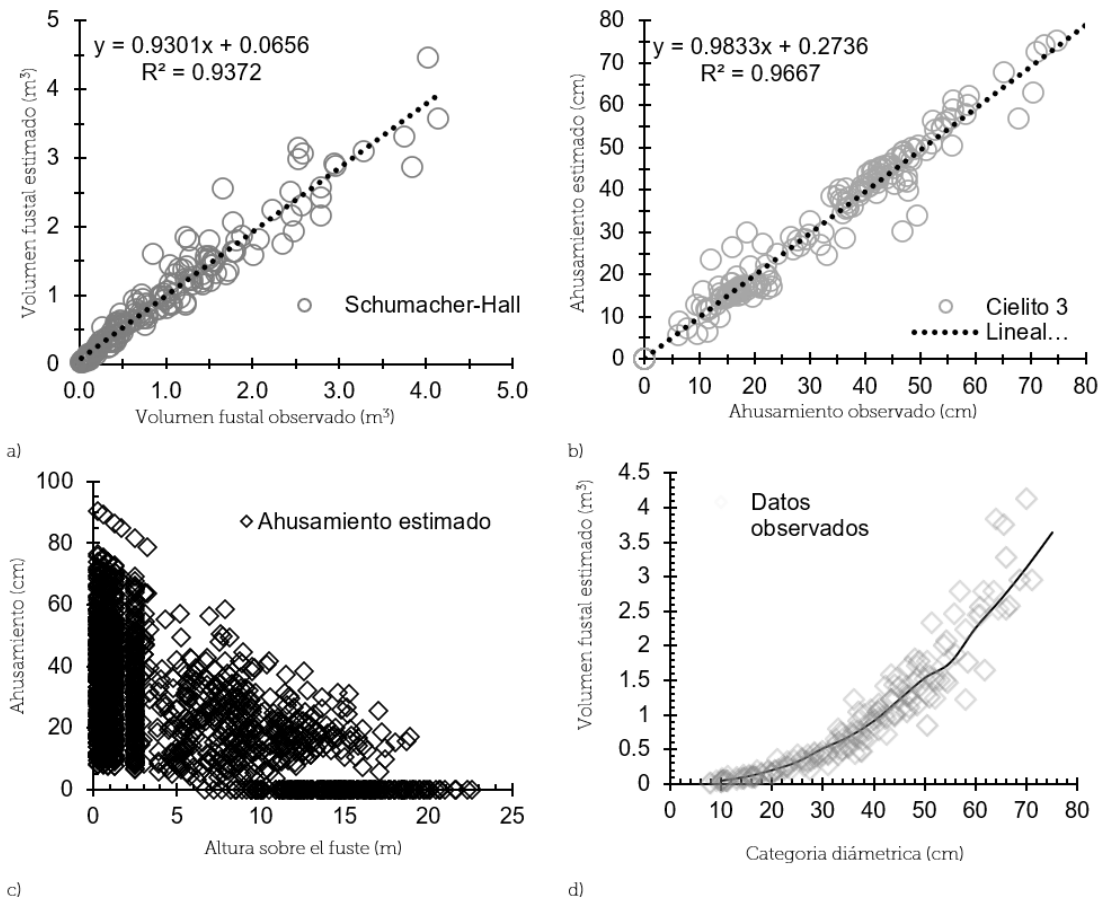 y = 0.9301x + 0.0656
R² = 0.9372
Volumen fustal estimado (m³)
5
4
3
2
1
0
0.0 1.0 2.0 3.0 4.0 5.0
Schumacher-Hall
Volumen fustal observado (m³)
a)
y = 0.9833x + 0.2736
R² = 0.9667
Ahusamiento estimado (cm)
80
70
60
50
40
30
20
10
0
0 10 20 30 40 50 60 70 80
Cielito 3
Lineal...
Ahusamiento observado (cm)
b)
Ahusamiento (cm)
100
80
60
40
20
0
0 5 10 15 20 25
Ahusamiento estimado
Altura sobre el fuste (m)
c)
Volumen fustal estimado (m³)
4.5
4
3.5
3
2.5
2
1.5
1
0.5
0
0 10 20 30 40 50 60 70 80
Datos
observados
Categoria diámetrica (cm)
d)